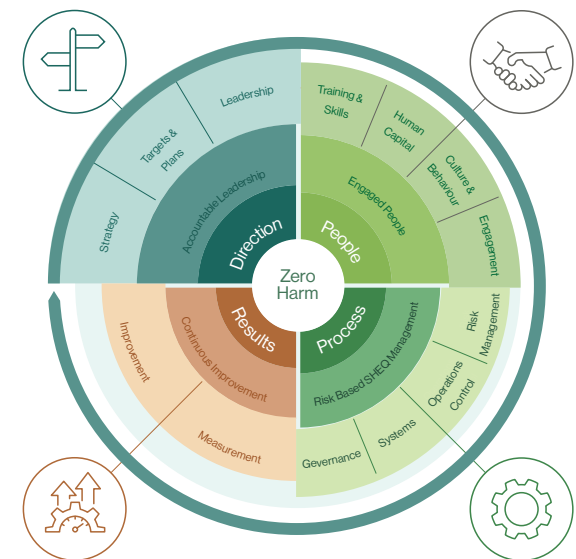 Leadership
Targets &
Plans
Strategy
Accountable Leadership
Direction
Training &
Skills
Human
Capital
Culture &
Behaviour
Engagement
Engaged People
People
Zero
Harm
Results
Continuous Improvement
Improvement
Measurement
Process
Risk Based SHEQ Management
Risk
Management
Operations
Control
Systems
Governance